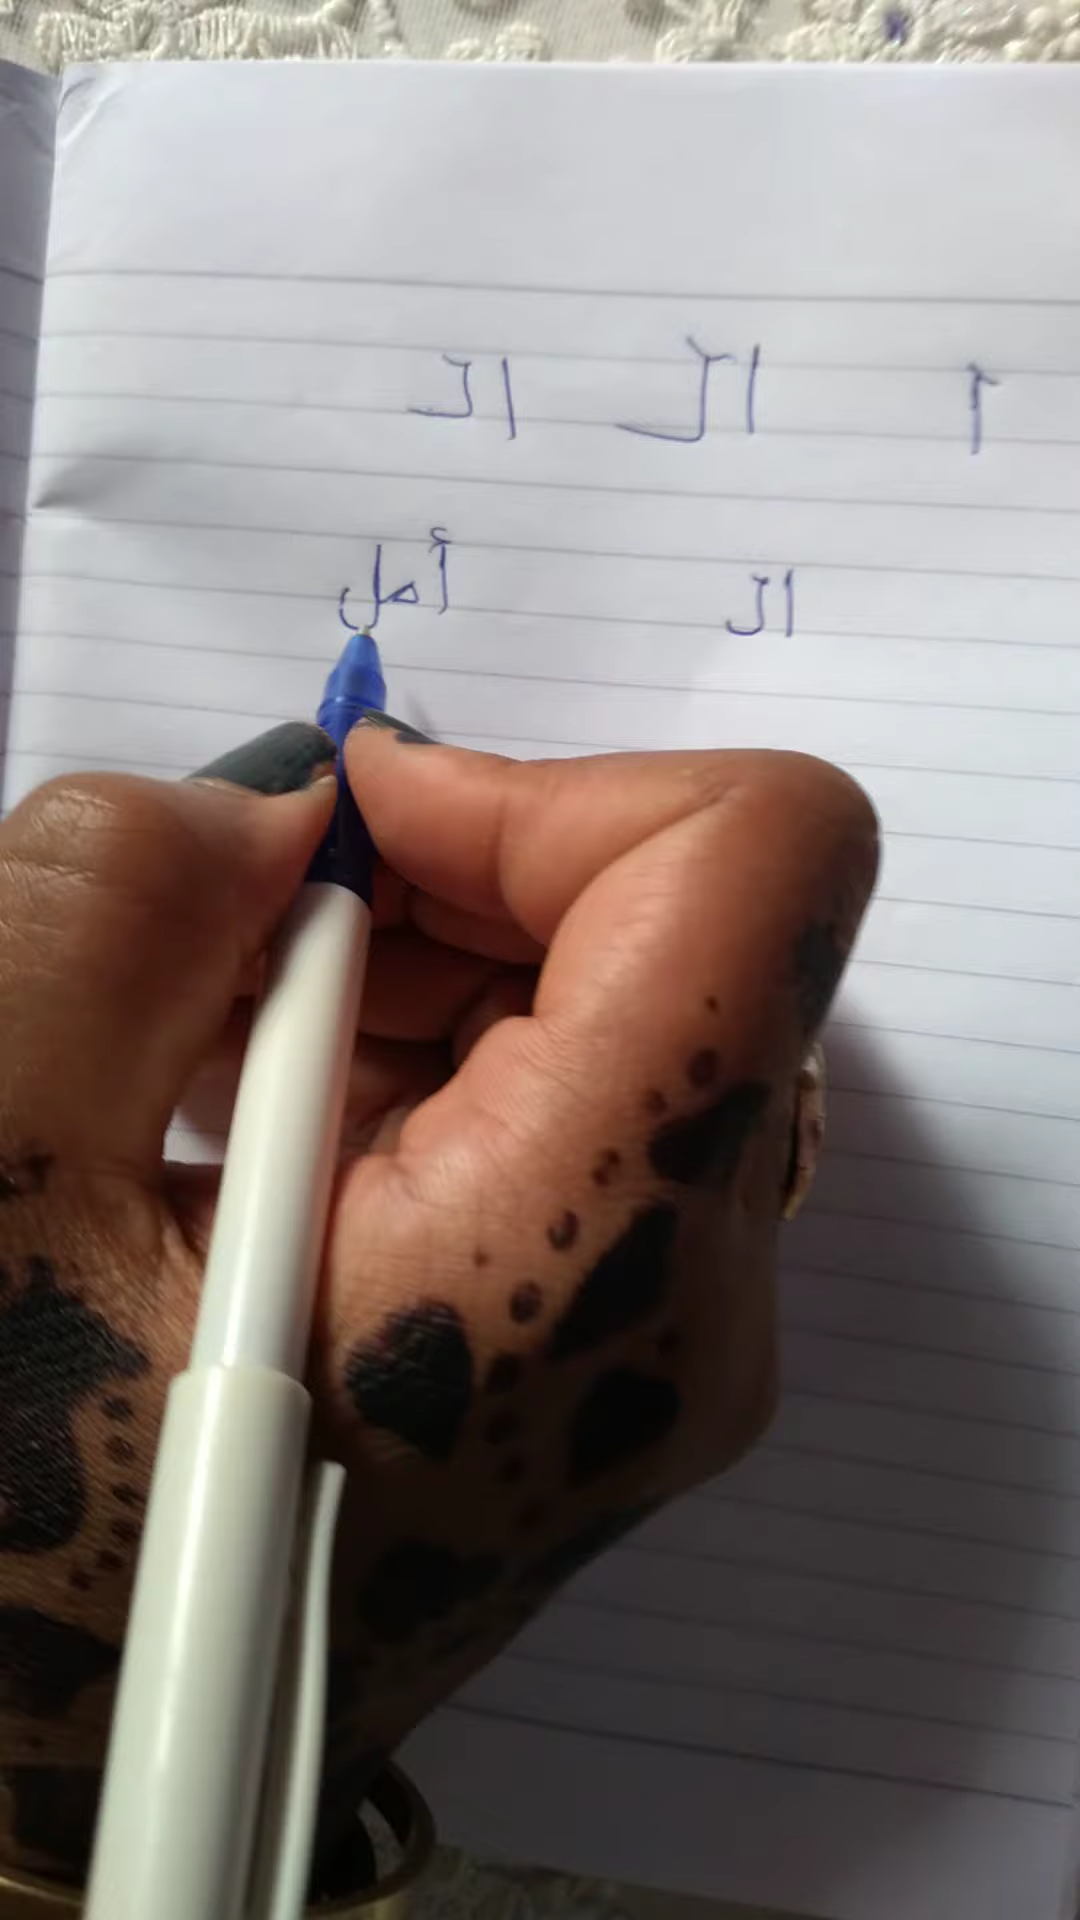 ا ال ال
ال أمل